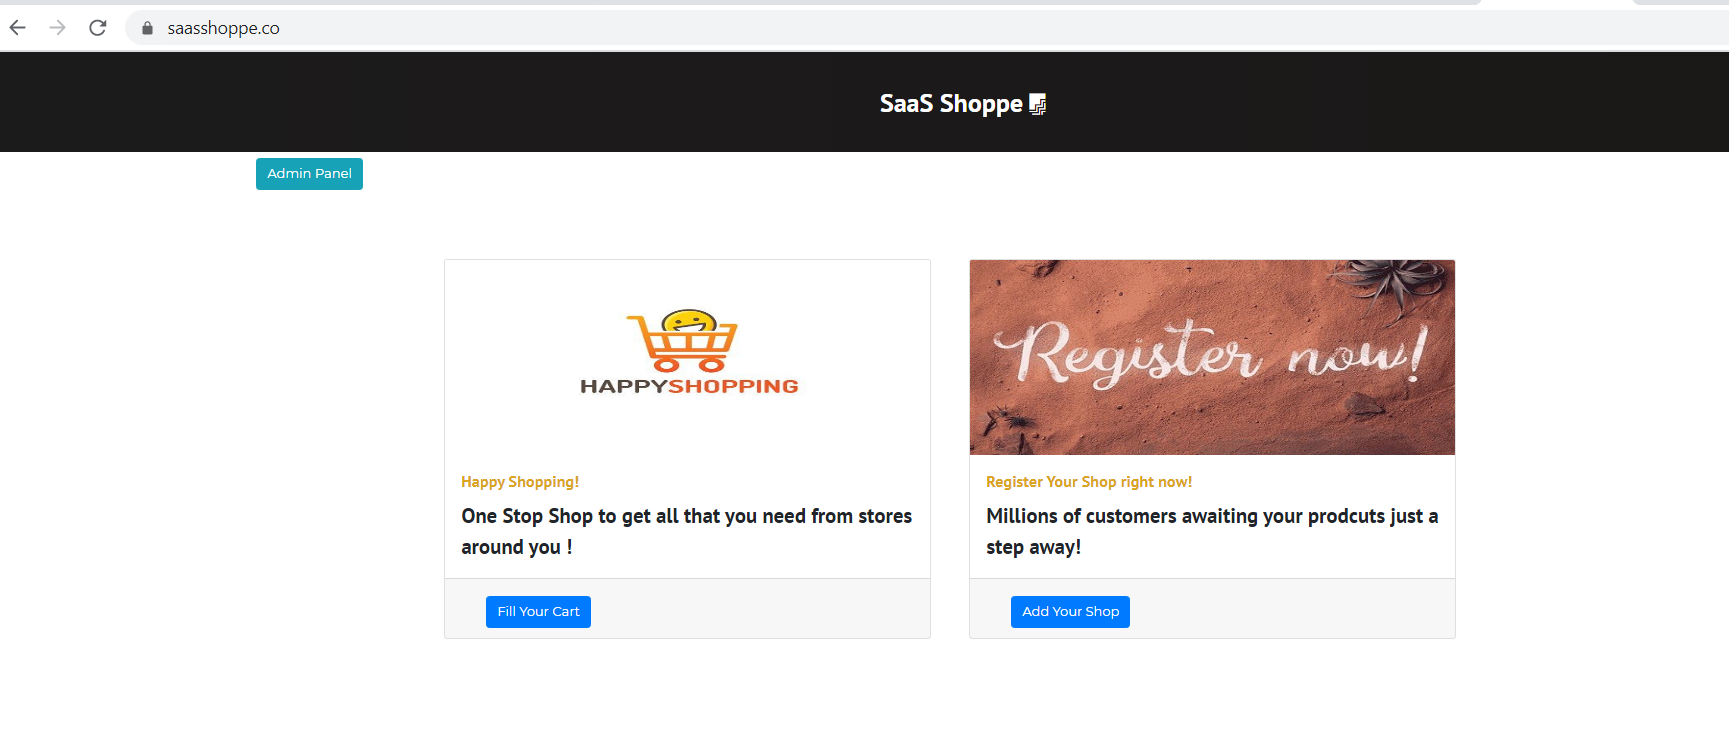 saasshoppe.co
SaaS Shoppe
Admin Panel
HAPPYSHOPPING
Happy Shopping!
One Stop Shop to get all that you need from stores
around you !
Fill Your Cart
Register now!
Register Your Shop right now!
Millions of customers awaiting your prodcuts just a
step away!
Add Your Shop